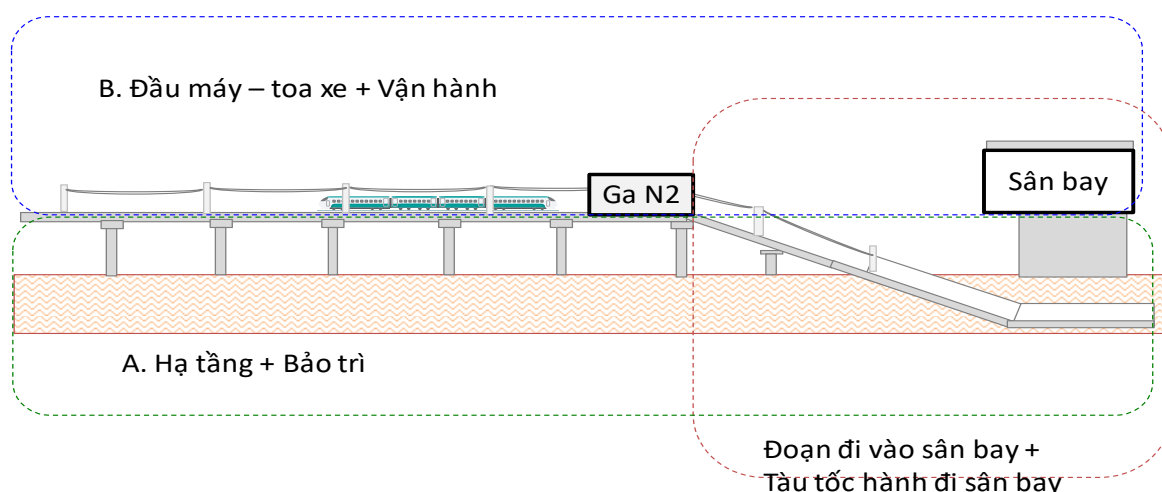 B. Đầu máy – toa xe + Vận hành
Ga N2
Sân bay
A. Hạ tầng + Bảo trì
Đoạn đi vào sân bay +
Tàu tốc hành đi sân bay